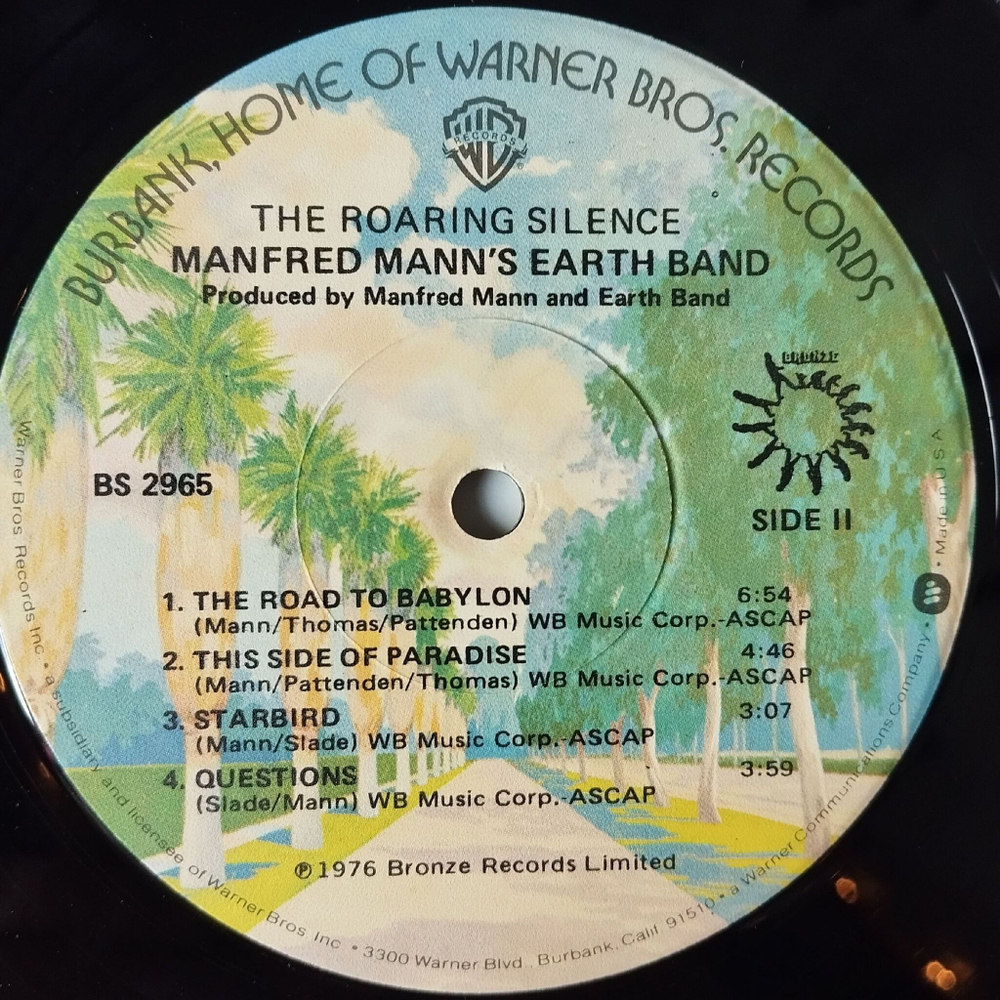 BURBANK, HOME OF WARNER BROS. RECORDS
RECORDS
THE ROARING SILENCE
MANFRED MANN'S EARTH BAND
Produced by Manfred Mann and Earth Band
BRONZE
BS 2965
SIDE II
1. THE ROAD TO BABYLON 6:54
(Mann/Thomas/Pattenden) WB Music Corp.-ASCAP
2. THIS SIDE OF PARADISE 4:46
(Mann/Pattenden/Thomas) WB Music Corp.-ASCAP
3. STARBIRD 3:07
(Mann/Slade) WB Music Corp.-ASCAP
4. QUESTIONS 3:59
(Slade/Mann) WB Music Corp.-ASCAP
℗ 1976 Bronze Records Limited
Warner Bros Records Inc • a subsidiary and licensee of Warner Bros Inc • 3300 Warner Blvd., Burbank, Calif 91510 • a Warner Communications Company • Made in U S A